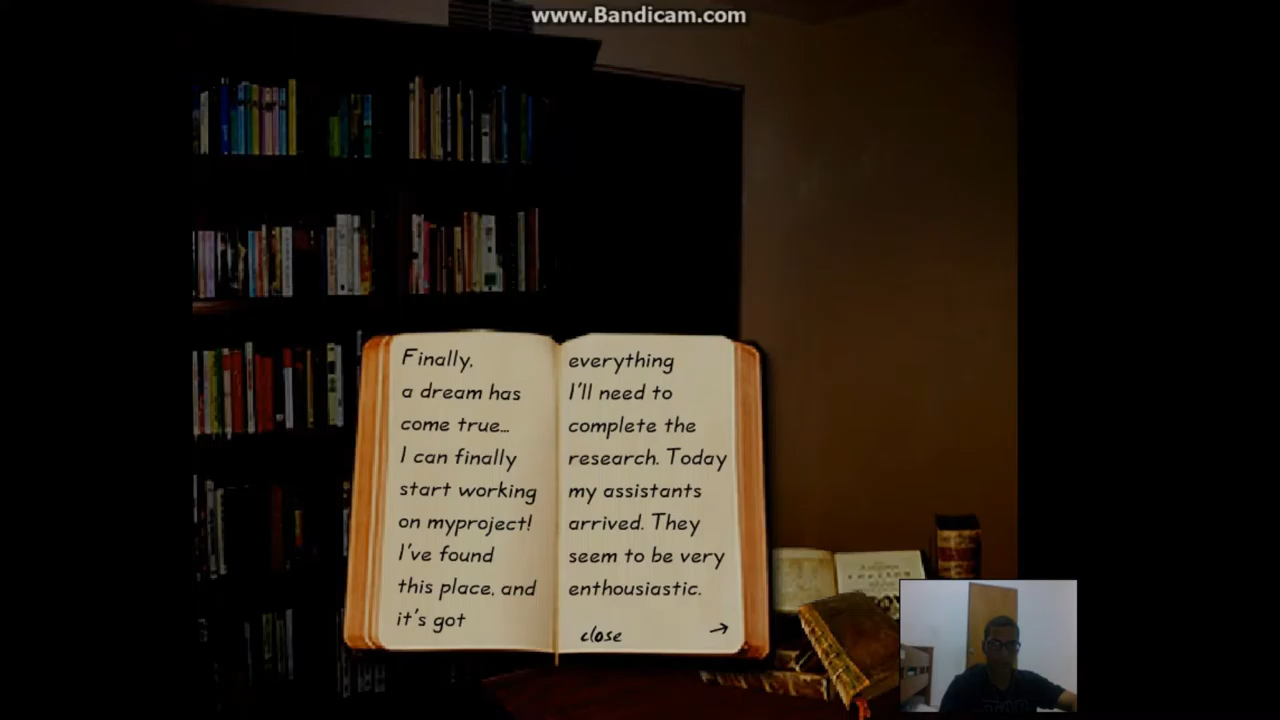 www.Bandicam.com
Finally,
a dream has
come true...
I can finally
start working
on myproject!
I've found
this place, and
it's got
everything
I'll need to
complete the
research. Today
my assistants
arrived. They
seem to be very
enthousiastic.
close →